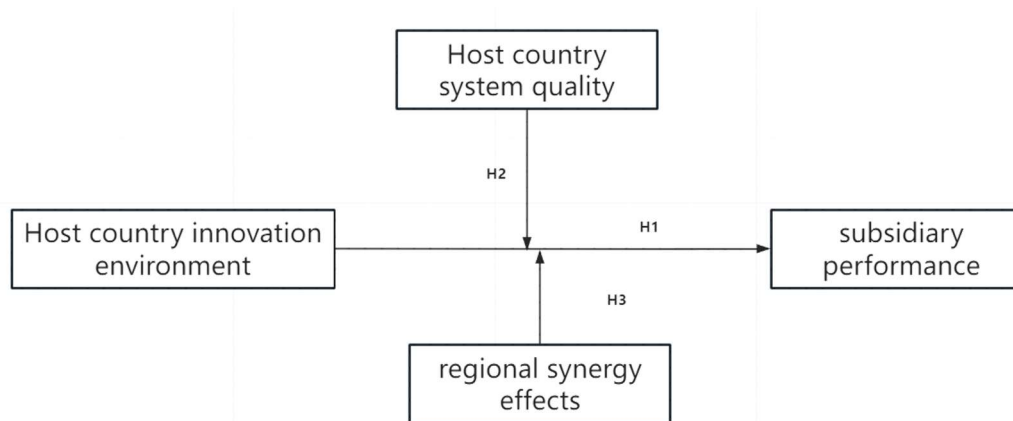 Host country
system quality
H2
Host country innovation
environment
H1
subsidiary
performance
H3
regional synergy
effects